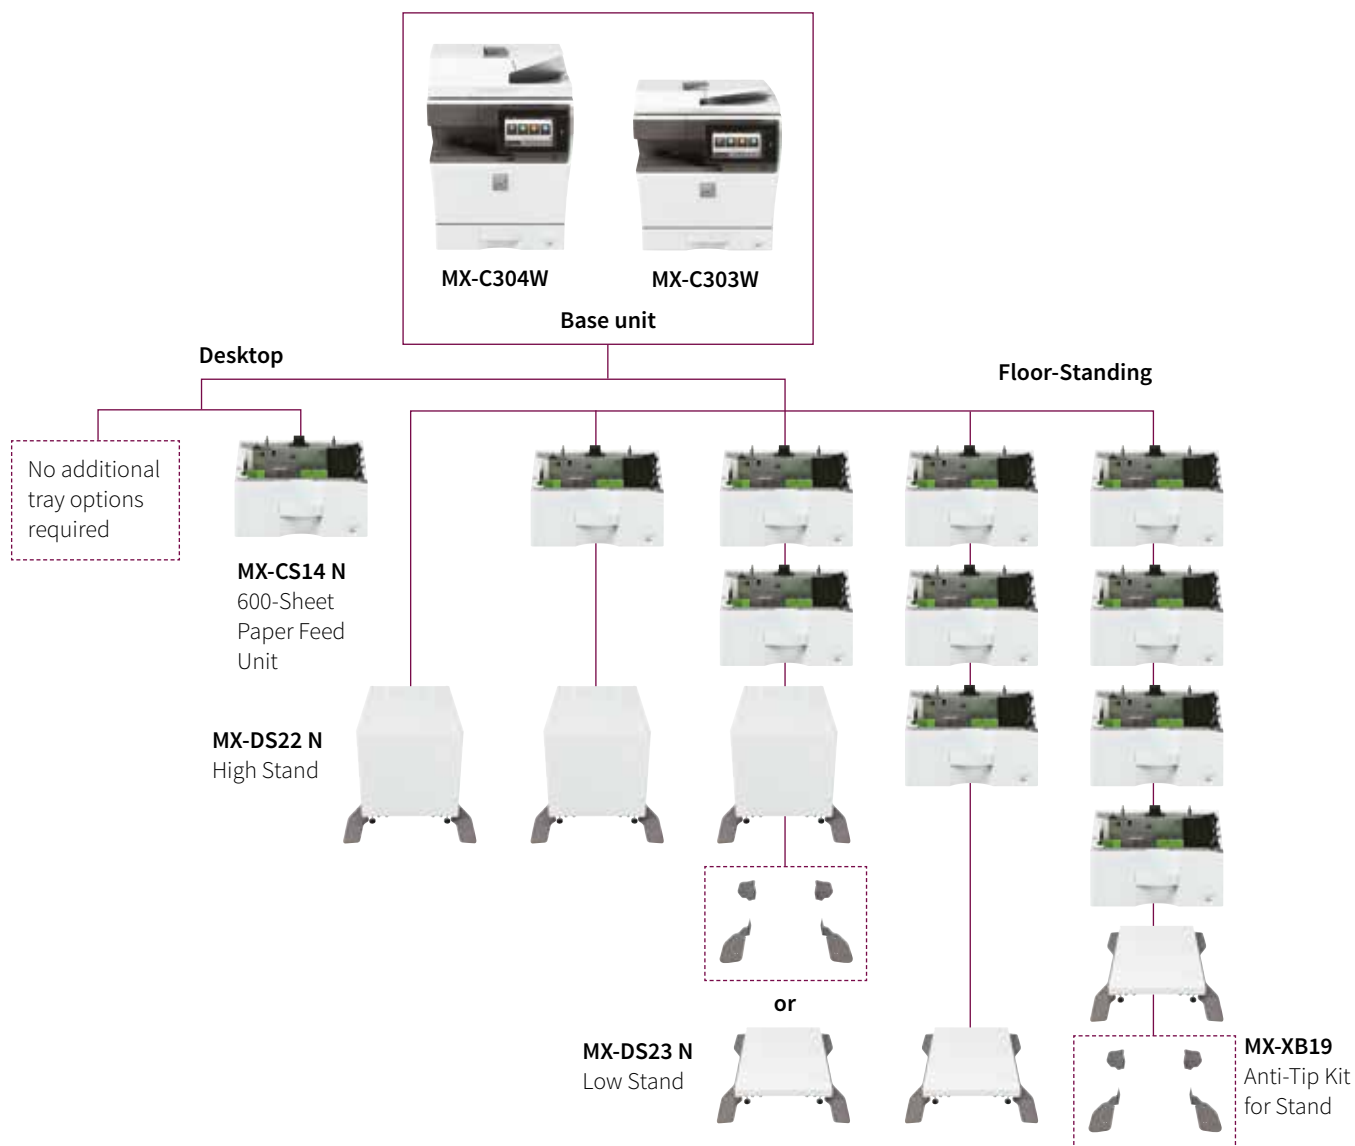 MX-C304W
MX-C303W
Base unit
Desktop
Floor-Standing
No additional
tray options
required
MX-CS14 N
600-Sheet
Paper Feed
Unit
MX-DS22 N
High Stand
or
MX-DS23 N
Low Stand
MX-XB19
Anti-Tip Kit
for Stand